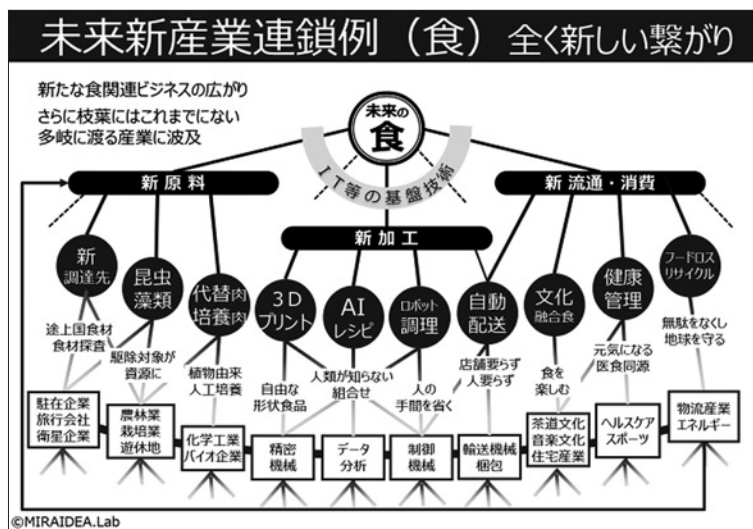 未来新産業連鎖例（食）全く新しい繋がり
新たな食関連ビジネスの広がり
さらに枝葉にはこれまでにない
多岐に渡る産業に波及
未来の
食
IT等の基盤技術
新原料
新流通・消費
新加工
新
調達先
昆虫
藻類
代替肉
培養肉
3D
プリント
AI
レシピ
ロボット
調理
自動
配送
文化
融合食
健康
管理
フードロス
リサイクル
途上国食材
食材探査
駆除対象が
資源に
植物由来
人工培養
自由な
形状食品
人類が知らない
組合せ
人の
手間を省く
店舗要らず
人要らず
食を
楽しむ
元気になる
医食同源
無駄をなくし
地球を守る
駐在企業
旅行会社
衛星企業
農林業
栽培業
遊休地
化学工業
バイオ企業
精密
機械
データ
分析
制御
機械
輸送機械
梱包
茶道文化
音楽文化
住宅産業
ヘルスケア
スポーツ
物流産業
エネルギー
©MIRAIDEA.Lab